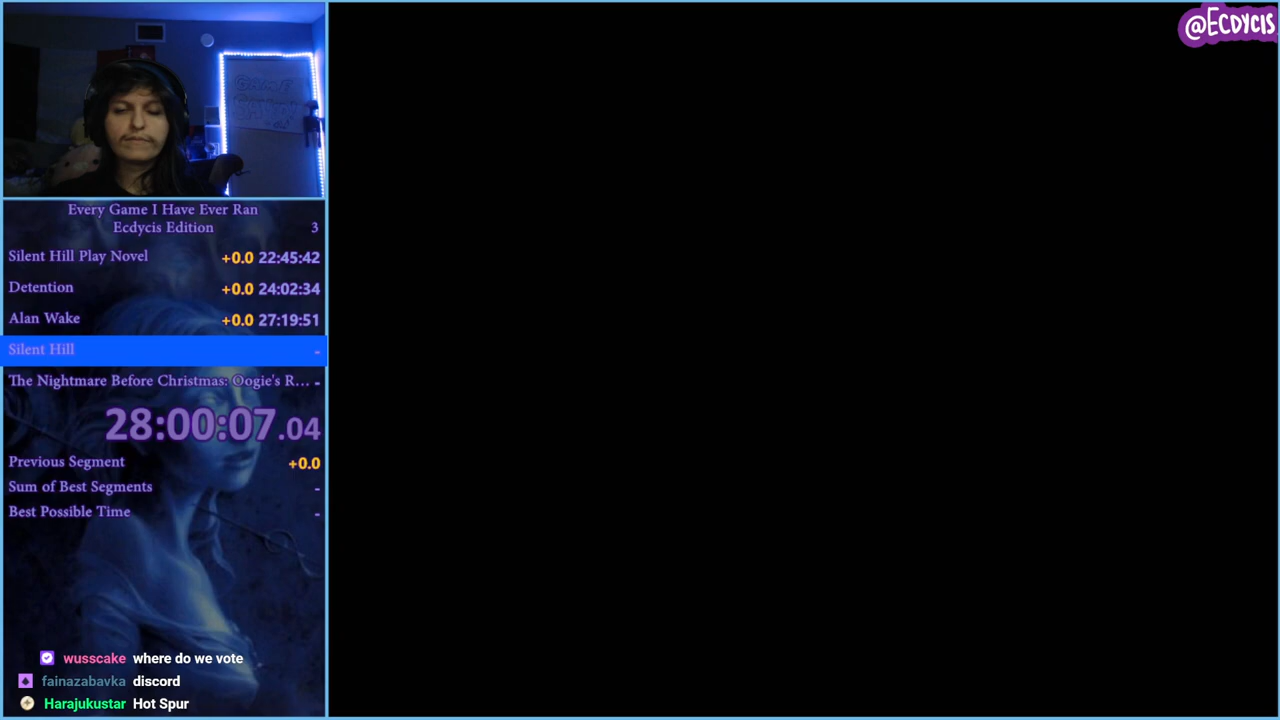 @ECDYCIS
Every Game I Have Ever Ran
Ecdycis Edition 3
Silent Hill Play Novel +0.0 22:45:42
Detention +0.0 24:02:34
Alan Wake +0.0 27:19:51
Silent Hill -
The Nightmare Before Christmas: Oogie's R... -
28:00:07.04
Previous Segment +0.0
Sum of Best Segments -
Best Possible Time -
wusscake where do we vote
fainazabavka discord
Harajukustar Hot Spur